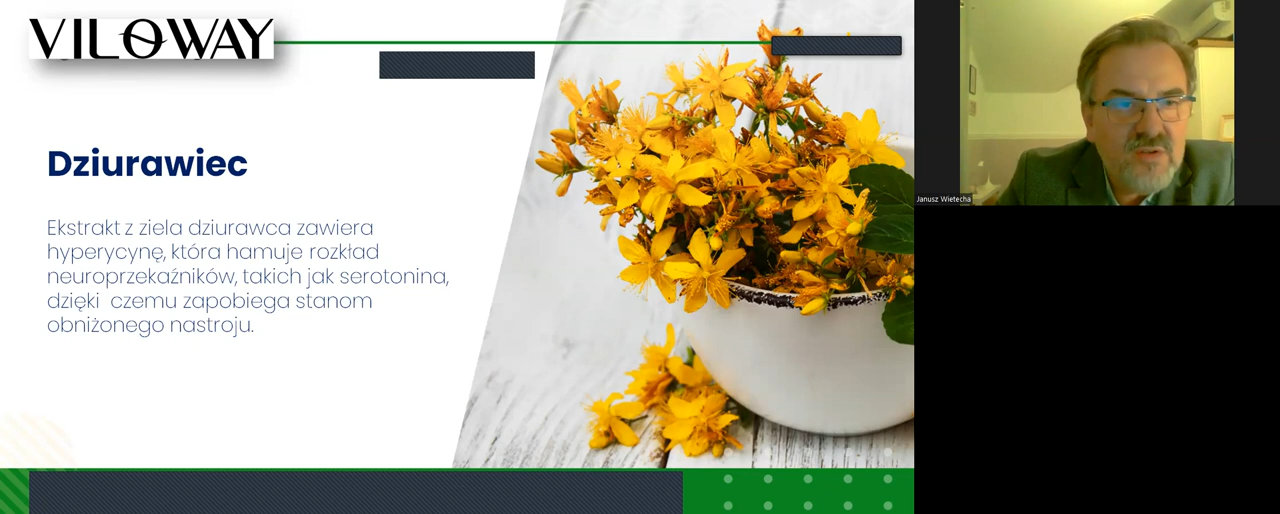 VILOWAY
Dziurawiec
Ekstrakt z ziela dziurawca zawiera
hyperycynę, która hamuje rozkład
neuroprzekaźników, takich jak serotonina,
dzięki czemu zapobiega stanom
obniżonego nastroju.
Janusz Wietecha